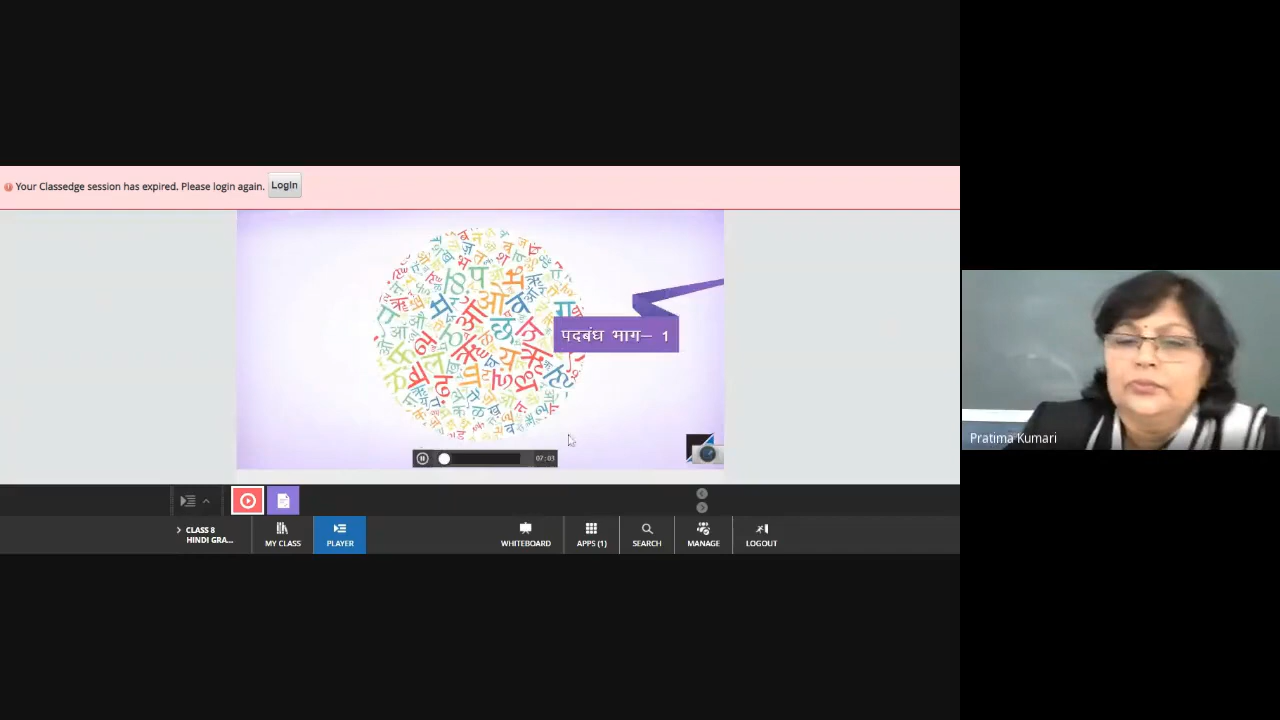 Your Classedge session has expired. Please login again. Login
पदबंध भाग– 1
07:03
Pratima Kumari
CLASS 8
HINDI GRA...
MY CLASS
PLAYER
WHITEBOARD
APPS (1)
SEARCH
MANAGE
LOGOUT